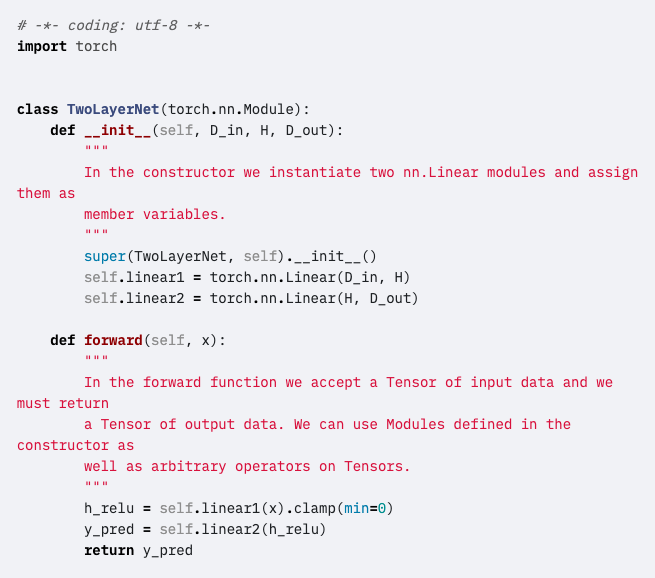 # -*- coding: utf-8 -*-
import torch
class TwoLayerNet(torch.nn.Module):
    def __init__(self, D_in, H, D_out):
        """
        In the constructor we instantiate two nn.Linear modules and assign
them as
        member variables.
        """
        super(TwoLayerNet, self).__init__()
        self.linear1 = torch.nn.Linear(D_in, H)
        self.linear2 = torch.nn.Linear(H, D_out)
    def forward(self, x):
        """
        In the forward function we accept a Tensor of input data and we
must return
        a Tensor of output data. We can use Modules defined in the
constructor as
        well as arbitrary operators on Tensors.
        """
        h_relu = self.linear1(x).clamp(min=0)
        y_pred = self.linear2(h_relu)
        return y_pred